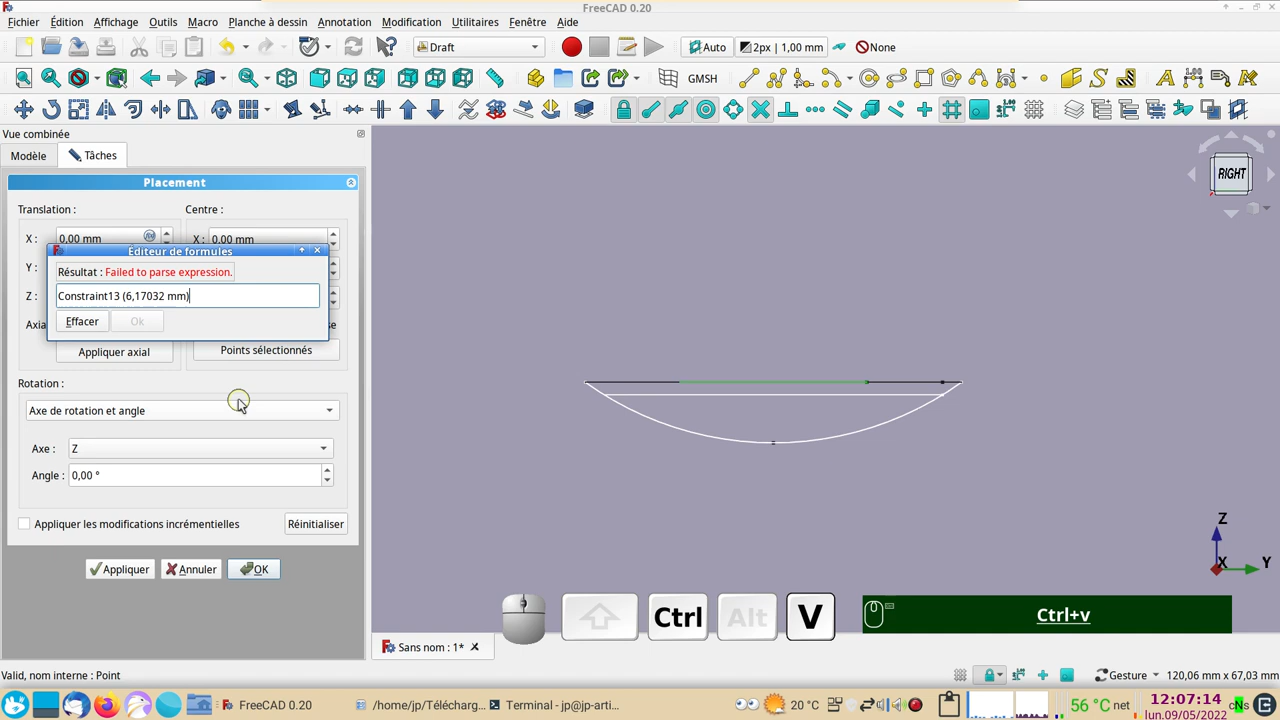 FreeCAD 0.20
Fichier Édition Affichage Outils Macro Planche à dessin Annotation Modification Utilitaires Fenêtre Aide
Draft Auto 2px | 1,00 mm None
GMSH
Vue combinée
Modèle Tâches
Placement
Translation : Centre :
X : 0.00 mm X : 0.00 mm
Y :
Éditeur de formules
Résultat : Failed to parse expression.
Z :
Constraint13 (6,17032 mm)
Effacer Ok
Axia se
Appliquer axial Points sélectionnés
Rotation :
Axe de rotation et angle
Axe : Z
Angle : 0,00 °
Appliquer les modifications incrémentielles Réinitialiser
Appliquer Annuler OK
RIGHT
Z
X Y
Ctrl Alt V
Ctrl+v
Sans nom : 1*
Valid, nom interne : Point Gesture 120,06 mm x 67,03 mm
FreeCAD 0.20 /home/jp/Télécharg... Terminal - jp@jp-arti... 20 °C 56 °C net 12:07:14
lun.09/05/2022 cNs